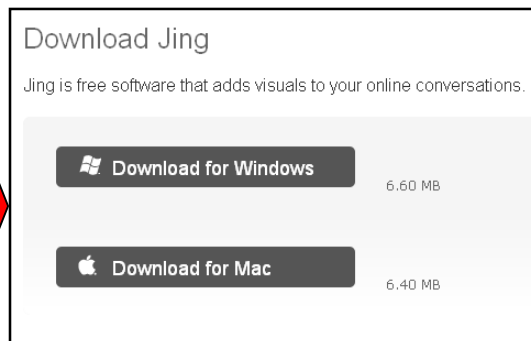 Download Jing
Jing is free software that adds visuals to your online conversations.
Download for Windows
6.60 MB
Download for Mac
6.40 MB